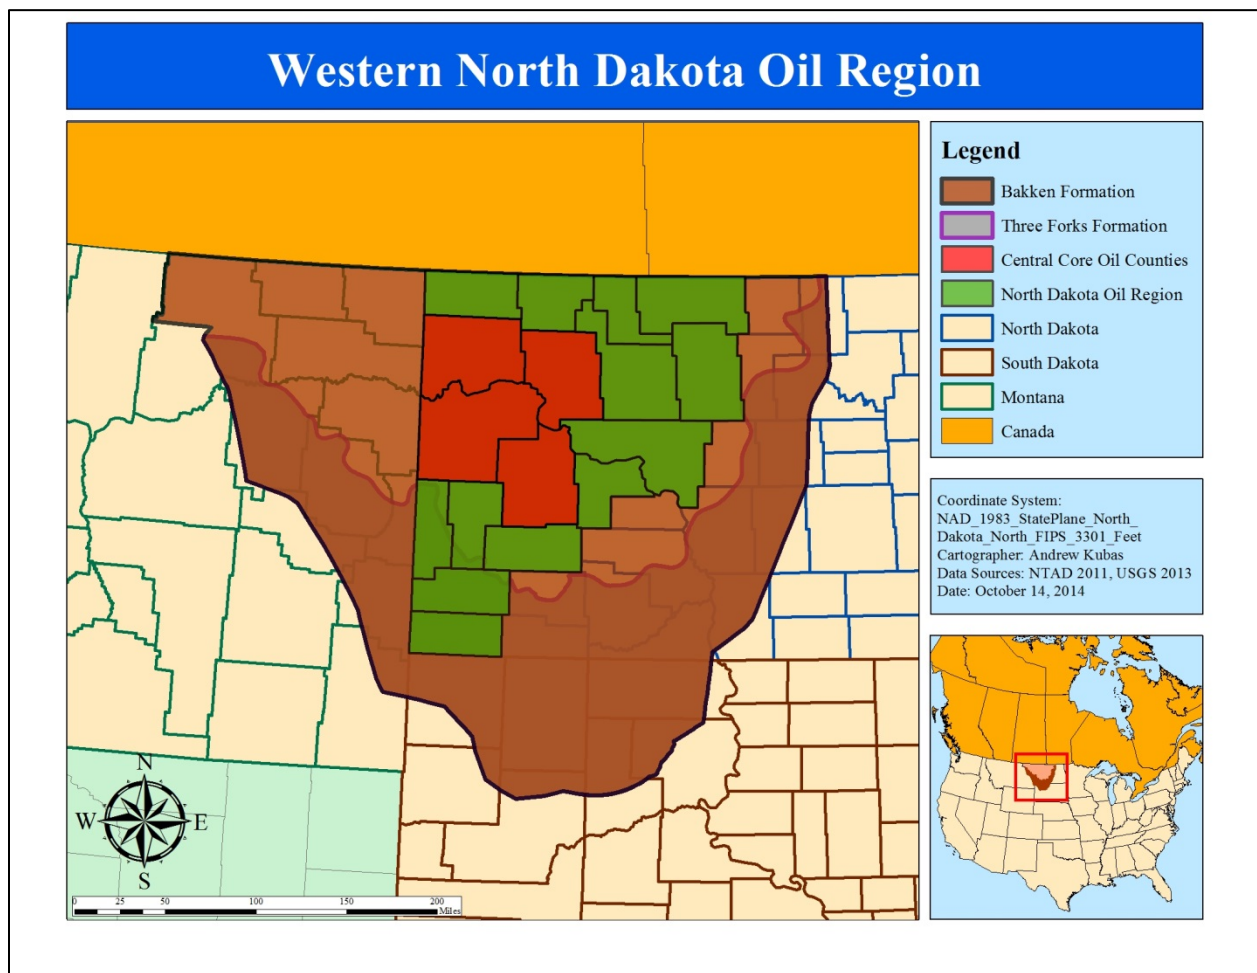 Western North Dakota Oil Region
Legend
Bakken Formation
Three Forks Formation
Central Core Oil Counties
North Dakota Oil Region
North Dakota
South Dakota
Montana
Canada
Coordinate System:
NAD_1983_StatePlane_North_
Dakota_North_FIPS_3301_Feet
Cartographer: Andrew Kubas
Data Sources: NTAD 2011, USGS 2013
Date: October 14, 2014
N
W E
S
0 25 50 100 150 200
Miles